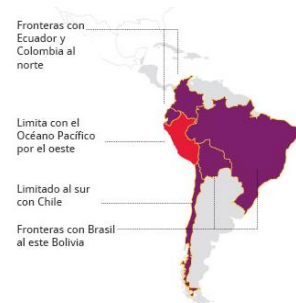 Fronteras con
Ecuador y
Colombia al
norte
Limita con el
Océano Pacífico
por el oeste
Limitado al sur
con Chile
Fronteras con Brasil
al este Bolivia